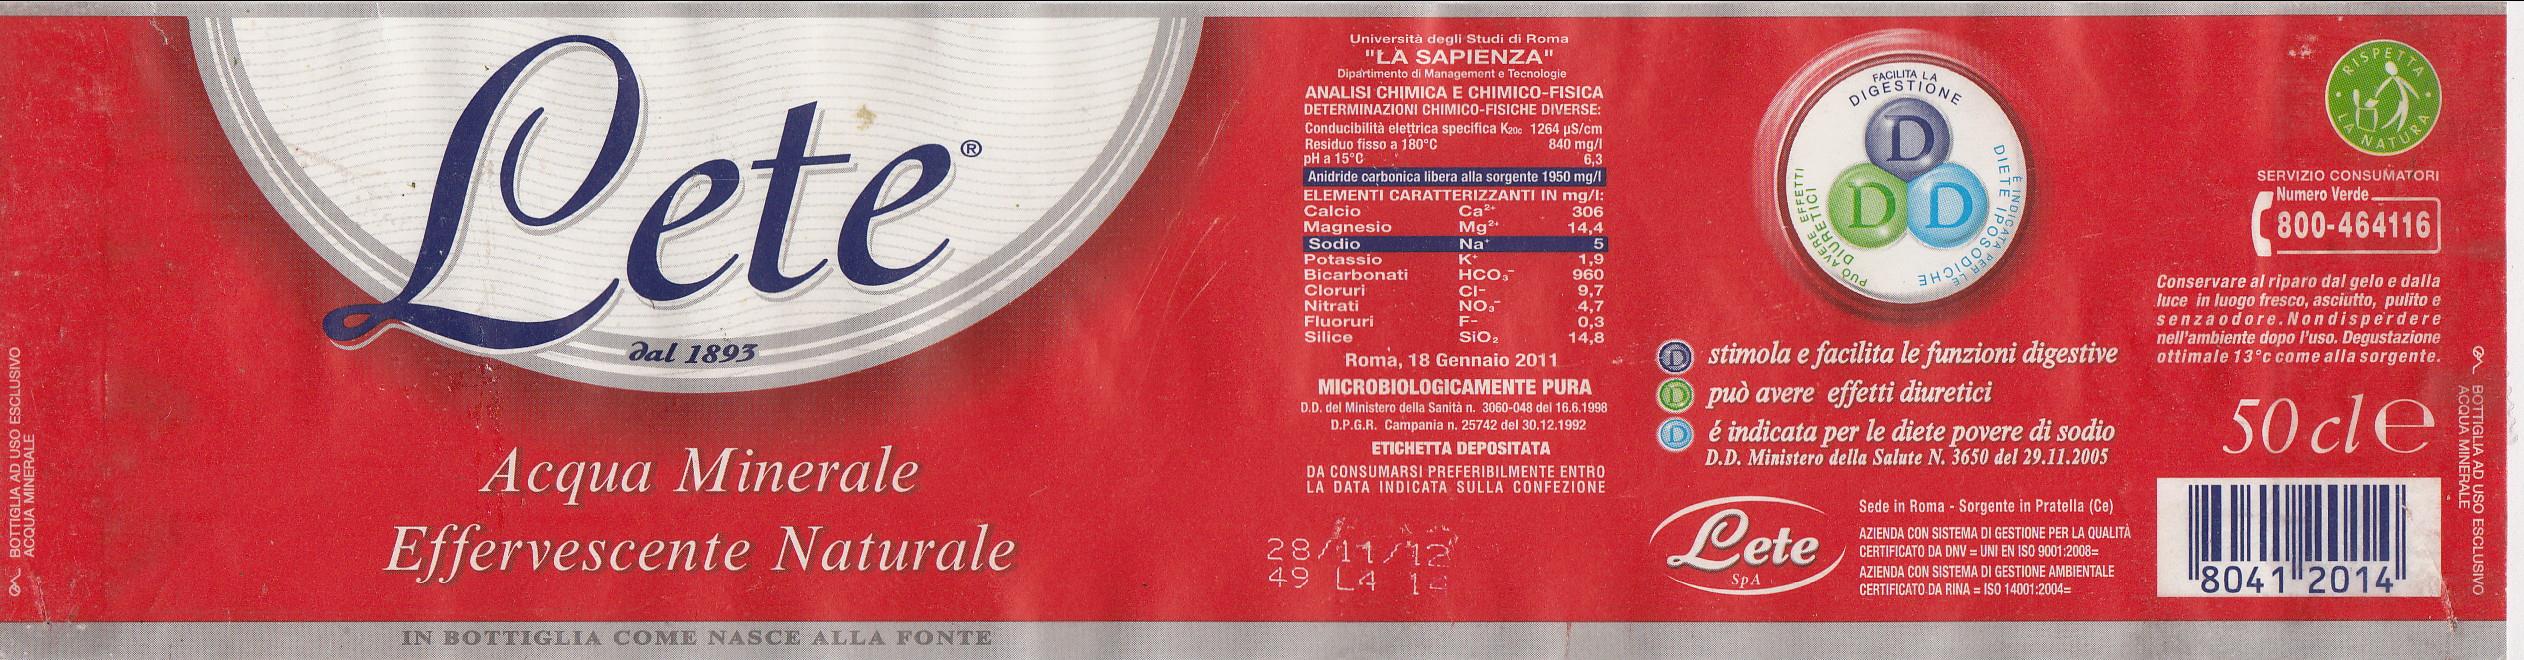 BOTTIGLIA AD USO ESCLUSIVO
ACQUA MINERALE
Lete®
dal 1893
Acqua Minerale
Effervescente Naturale
IN BOTTIGLIA COME NASCE ALLA FONTE
Università degli Studi di Roma
"LA SAPIENZA"
Dipartimento di Management e Tecnologie
ANALISI CHIMICA E CHIMICO-FISICA
DETERMINAZIONI CHIMICO-FISICHE DIVERSE:
Conducibilità elettrica specifica K20c 1264 µS/cm
Residuo fisso a 180°C 840 mg/l
pH a 15°C 6,3
Anidride carbonica libera alla sorgente 1950 mg/l
ELEMENTI CARATTERIZZANTI IN mg/l:
Calcio Ca²⁺ 306
Magnesio Mg²⁺ 14,4
Sodio Na⁺ 5
Potassio K⁺ 1,9
Bicarbonati HCO₃⁻ 960
Cloruri Cl- 9,7
Nitrati NO₃⁻ 4,7
Fluoruri F- 0,3
Silice SiO₂ 14,8
Roma, 18 Gennaio 2011
MICROBIOLOGICAMENTE PURA
D.D. del Ministero della Sanità n. 3060-048 del 16.6.1998
D.P.G.R. Campania n. 25742 del 30.12.1992
ETICHETTA DEPOSITATA
DA CONSUMARSI PREFERIBILMENTE ENTRO
LA DATA INDICATA SULLA CONFEZIONE
28/11/12
49 L4
FACILITA LA
DIGESTIONE
D
D D
PUÒ AVERE EFFETTI
DIURETICI
È INDICATA PER LE
DIETE IPOSODICHE
D stimola e facilita le funzioni digestive
D può avere effetti diuretici
D é indicata per le diete povere di sodio
D.D. Ministero della Salute N. 3650 del 29.11.2005
Lete
SpA
Sede in Roma - Sorgente in Pratella (Ce)
AZIENDA CON SISTEMA DI GESTIONE PER LA QUALITÀ
CERTIFICATO DA DNV = UNI EN ISO 9001:2008=
AZIENDA CON SISTEMA DI GESTIONE AMBIENTALE
CERTIFICATO DA RINA = ISO 14001:2004=
RISPETTA
LA NATURA
SERVIZIO CONSUMATORI
Numero Verde
800-464116
Conservare al riparo dal gelo e dalla
luce in luogo fresco, asciutto, pulito e
senza odore. Non disperdere
nell'ambiente dopo l'uso. Degustazione
ottimale 13°c come alla sorgente.
50 cl e
8041 2014
BOTTIGLIA AD USO ESCLUSIVO
ACQUA MINERALE